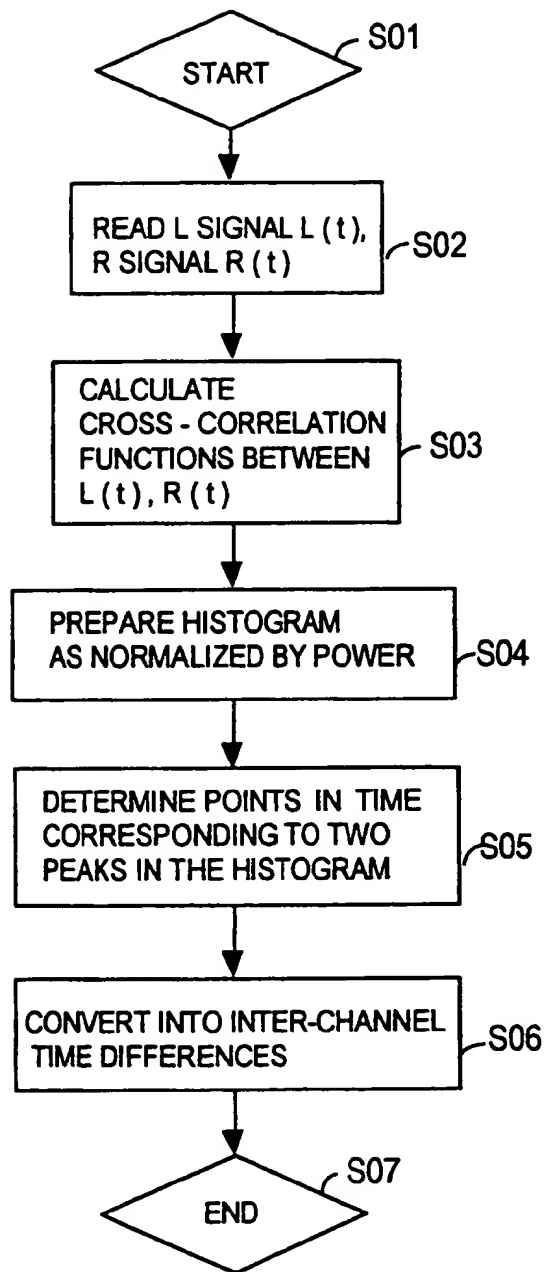 S01
START
READ L SIGNAL L ( t ),
R SIGNAL R ( t )
S02
CALCULATE
CROSS - CORRELATION
FUNCTIONS BETWEEN
L ( t ) , R ( t )
S03
PREPARE HISTOGRAM
AS NORMALIZED BY POWER
S04
DETERMINE POINTS IN TIME
CORRESPONDING TO TWO
PEAKS IN THE HISTOGRAM
S05
CONVERT INTO INTER-CHANNEL
TIME DIFFERENCES
S06
S07
END